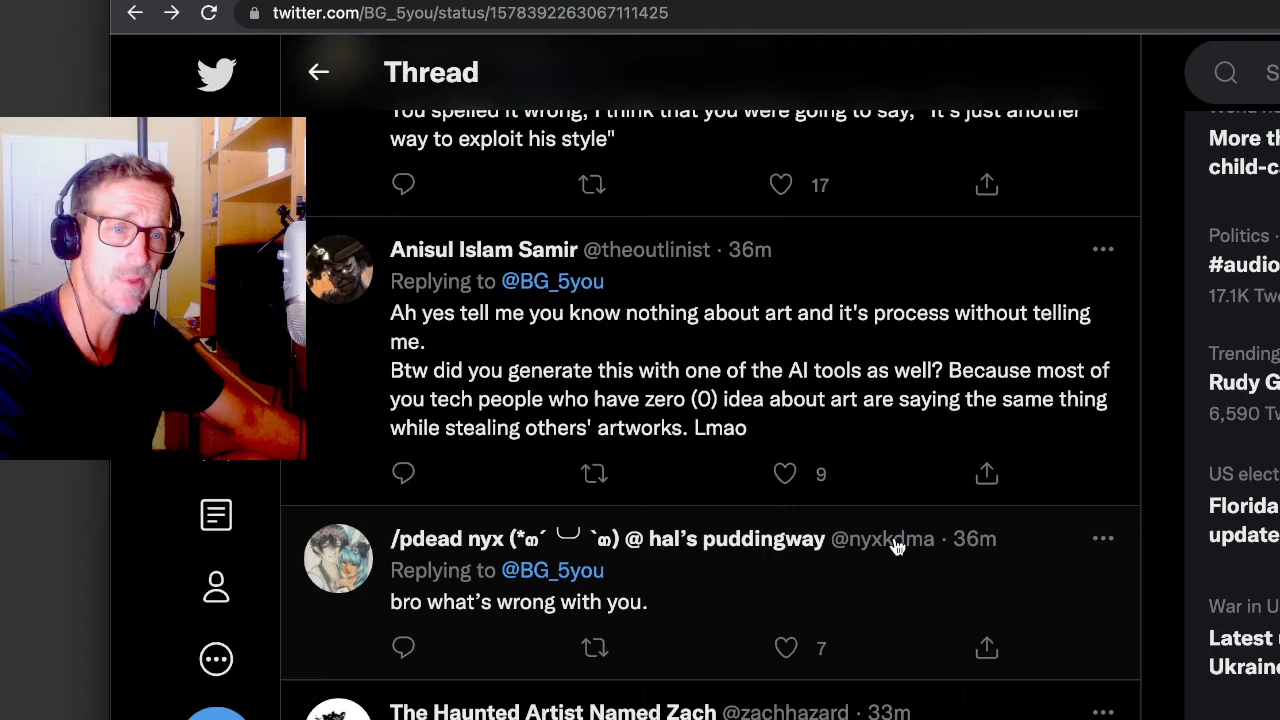 twitter.com/BG_5you/status/1578392263067111425
Thread
You spelled it wrong, I think that you were going to say, "It's just another
way to exploit his style"
17
Anisul Islam Samir @theoutlinist · 36m
Replying to @BG_5you
Ah yes tell me you know nothing about art and it's process without telling
me.
Btw did you generate this with one of the AI tools as well? Because most of
you tech people who have zero (0) idea about art are saying the same thing
while stealing others' artworks. Lmao
9
/pdead nyx (*ന´ ╰╯ `ന) @ hal’s puddingway @nyxkdma · 36m
Replying to @BG_5you
bro what’s wrong with you.
7
The Haunted Artist Named Zach @zachhazard · 33m
S
More th
child-c
Politics ·
#audio
17.1K Twe
Trending
Rudy G
6,590 Tw
US elect
Florida
update
War in U
Latest
Ukrain